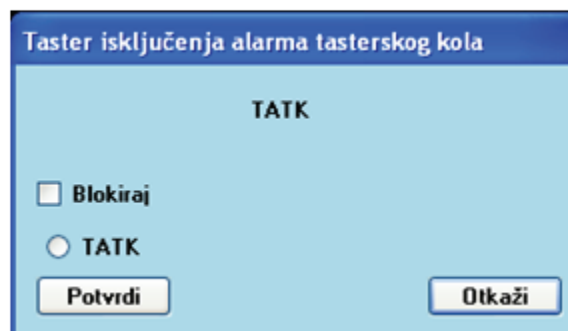 Taster isključenja alarma tasterskog kola
TATK
Blokiraj
TATK
Potvrdi Otkaži